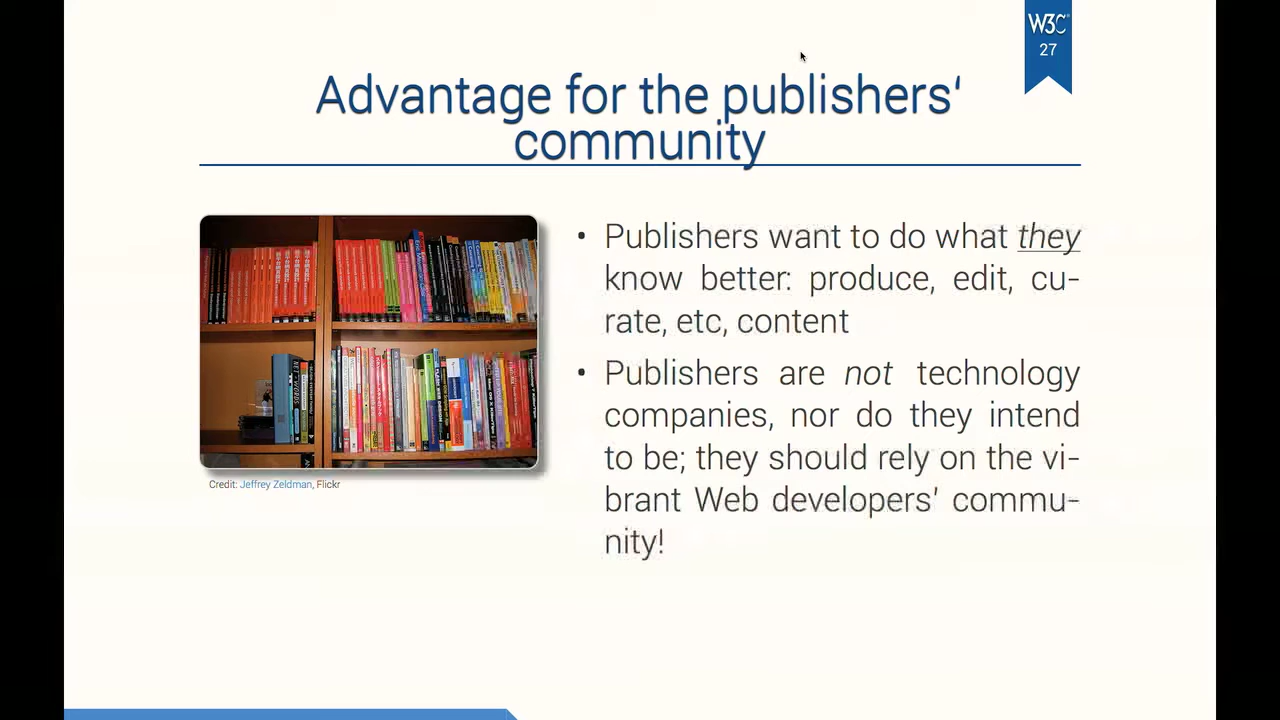 W3C
27
Advantage for the publishers‘
community
• Publishers want to do what they
know better: produce, edit, cu-
rate, etc, content
• Publishers are not technology
companies, nor do they intend
to be; they should rely on the vi-
brant Web developers’ commu-
nity!
Credit: Jeffrey Zeldman, Flickr